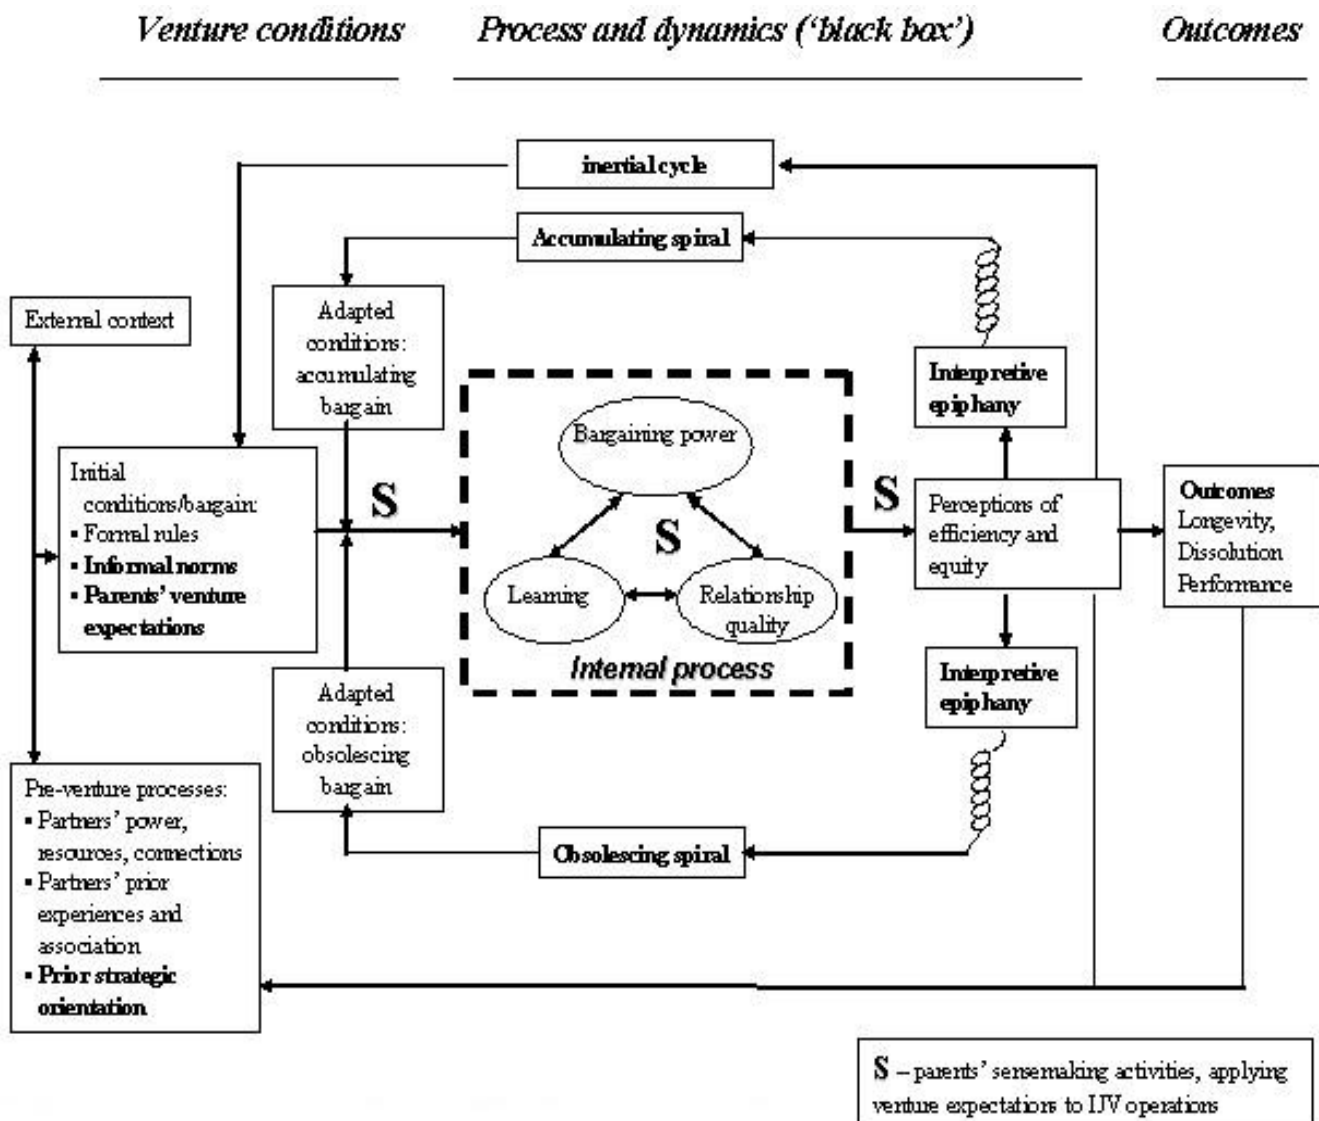 Venture conditions
Process and dynamics (‘black box’)
Outcomes
inertial cycle
Accumulating spiral
Adapted
conditions:
accumulating
bargain
External context
Interpretive
epiphany
Bargaining power
Initial
conditions/bargain:
▪ Formal rules
▪ Informal norms
▪ Parents’ venture
expectations
S
S
S
Learning
Relationship
quality
Internal process
Perceptions of
efficiency and
equity
Outcomes
Longevity,
Dissolution
Performance
Interpretive
epiphany
Adapted
conditions:
obsolescing
bargain
Obsolescing spiral
Pre-venture processes:
▪ Partners’ power,
resources, connections
▪ Partners’ prior
experiences and
association
▪ Prior strategic
orientation
S – parents’ sensemaking activities, applying
venture expectations to IJV operations